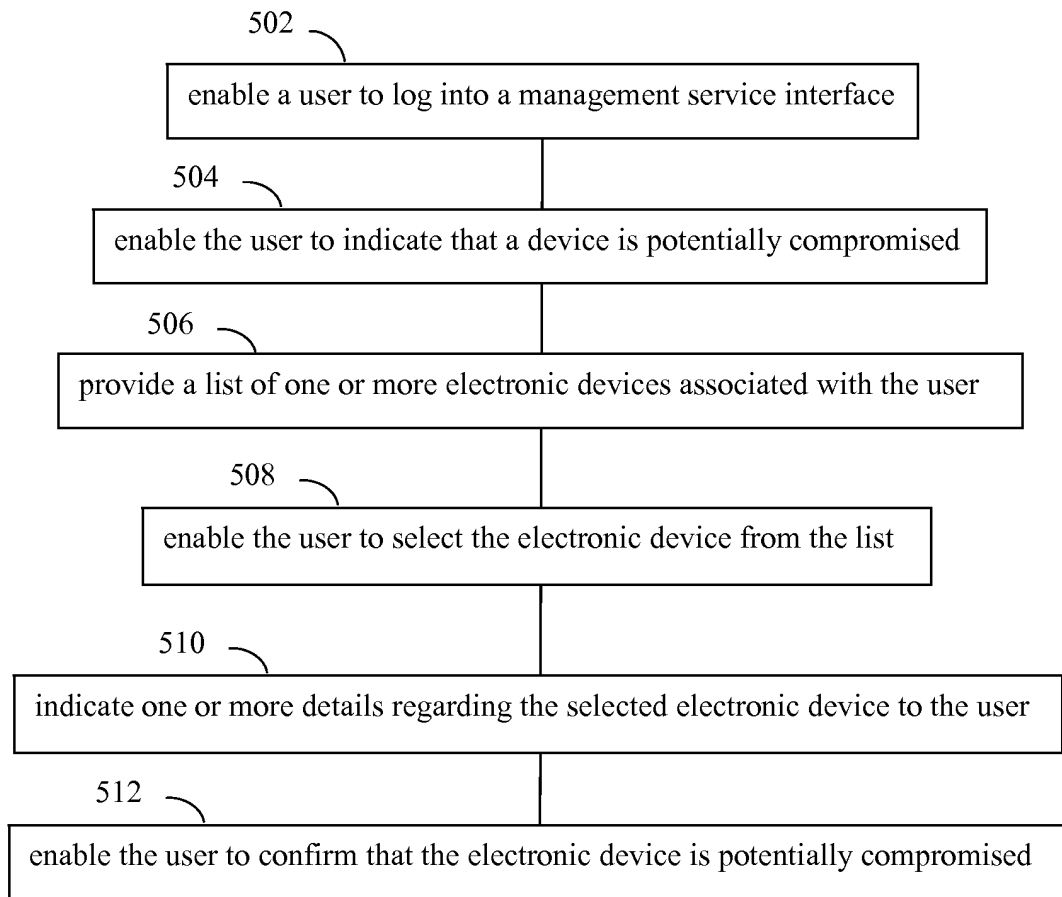 502
enable a user to log into a management service interface
504
enable the user to indicate that a device is potentially compromised
506
provide a list of one or more electronic devices associated with the user
508
enable the user to select the electronic device from the list
510
indicate one or more details regarding the selected electronic device to the user
512
enable the user to confirm that the electronic device is potentially compromised